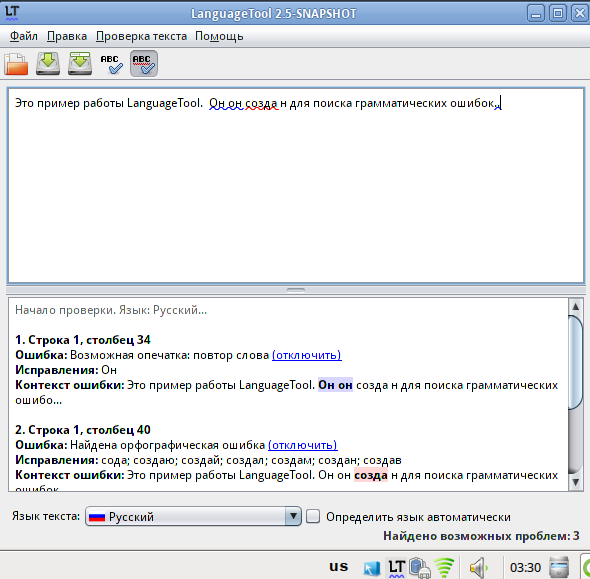 LT LanguageTool 2.5-SNAPSHOT
Файл Правка Проверка текста Помощь
ABC ABC
Это пример работы LanguageTool.  Он он созда н для поиска грамматических ошибок,,
Начало проверки. Язык: Русский...
1. Строка 1, столбец 34
Ошибка: Возможная опечатка: повтор слова (отключить)
Исправления: Он
Контекст ошибки: Это пример работы LanguageTool. Он он созда н для поиска грамматических
ошибо...
2. Строка 1, столбец 40
Ошибка: Найдена орфографическая ошибка (отключить)
Исправления: сода; создаю; создай; создал; создам; создан; создав
Контекст ошибки: Это пример работы LanguageTool. Он он созда н для поиска грамматических
ошибок
Язык текста: Русский Определить язык автоматически
Найдено возможных проблем: 3
us LT 03:30